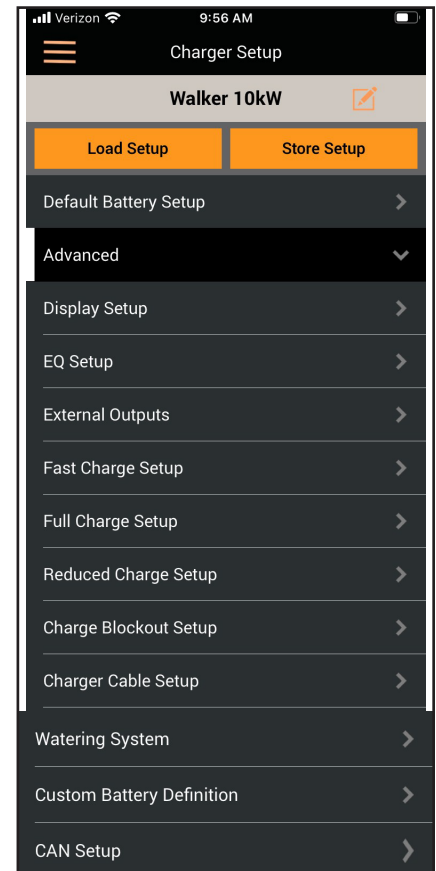 Verizon 9:56 AM
Charger Setup
Walker 10kW
Load Setup Store Setup
Default Battery Setup
Advanced
Display Setup
EQ Setup
External Outputs
Fast Charge Setup
Full Charge Setup
Reduced Charge Setup
Charge Blockout Setup
Charger Cable Setup
Watering System
Custom Battery Definition
CAN Setup